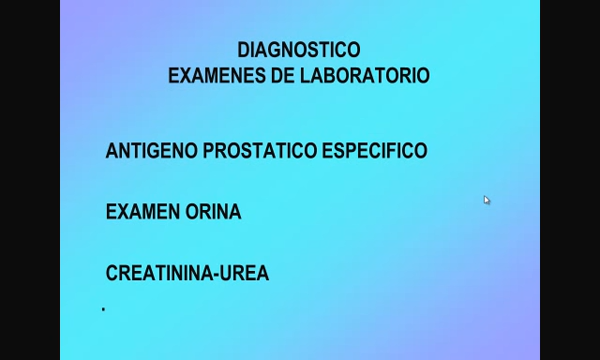 DIAGNOSTICO
EXAMENES DE LABORATORIO
ANTIGENO PROSTATICO ESPECIFICO
EXAMEN ORINA
CREATININA-UREA
.